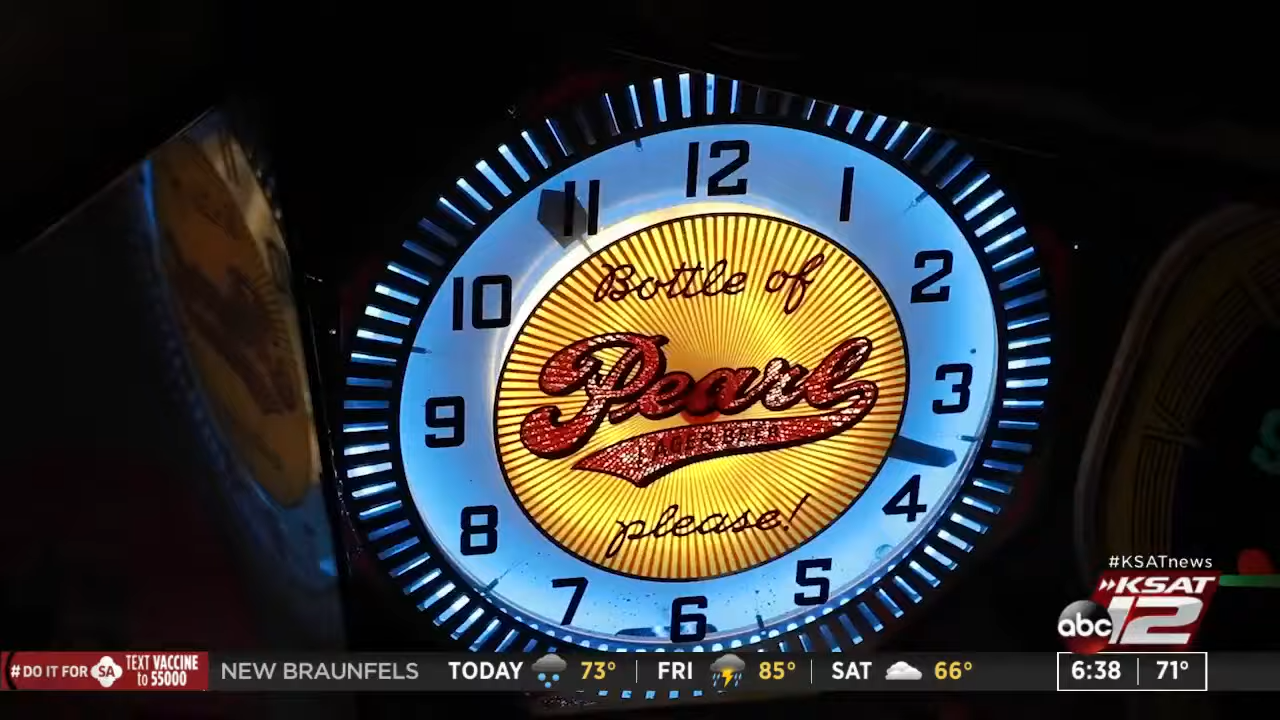 12
11
1
10
2
9
3
8
4
7
5
6
Bottle of
Pearl
LAGER BEER
please!
#KSATnews
KSAT
abc 12
#DO IT FOR SA TEXT VACCINE to 55000
NEW BRAUNFELS TODAY 73° FRI 85° SAT 66°
6:38 71°